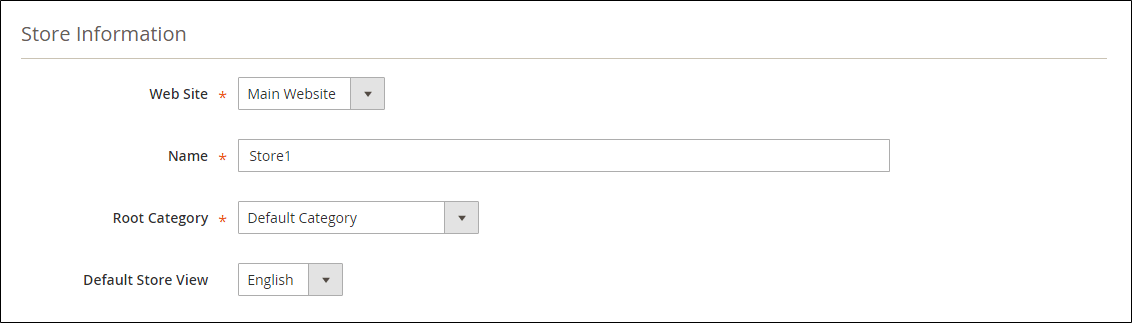 Store Information
Web Site * Main Website
Name * Store1
Root Category * Default Category
Default Store View English